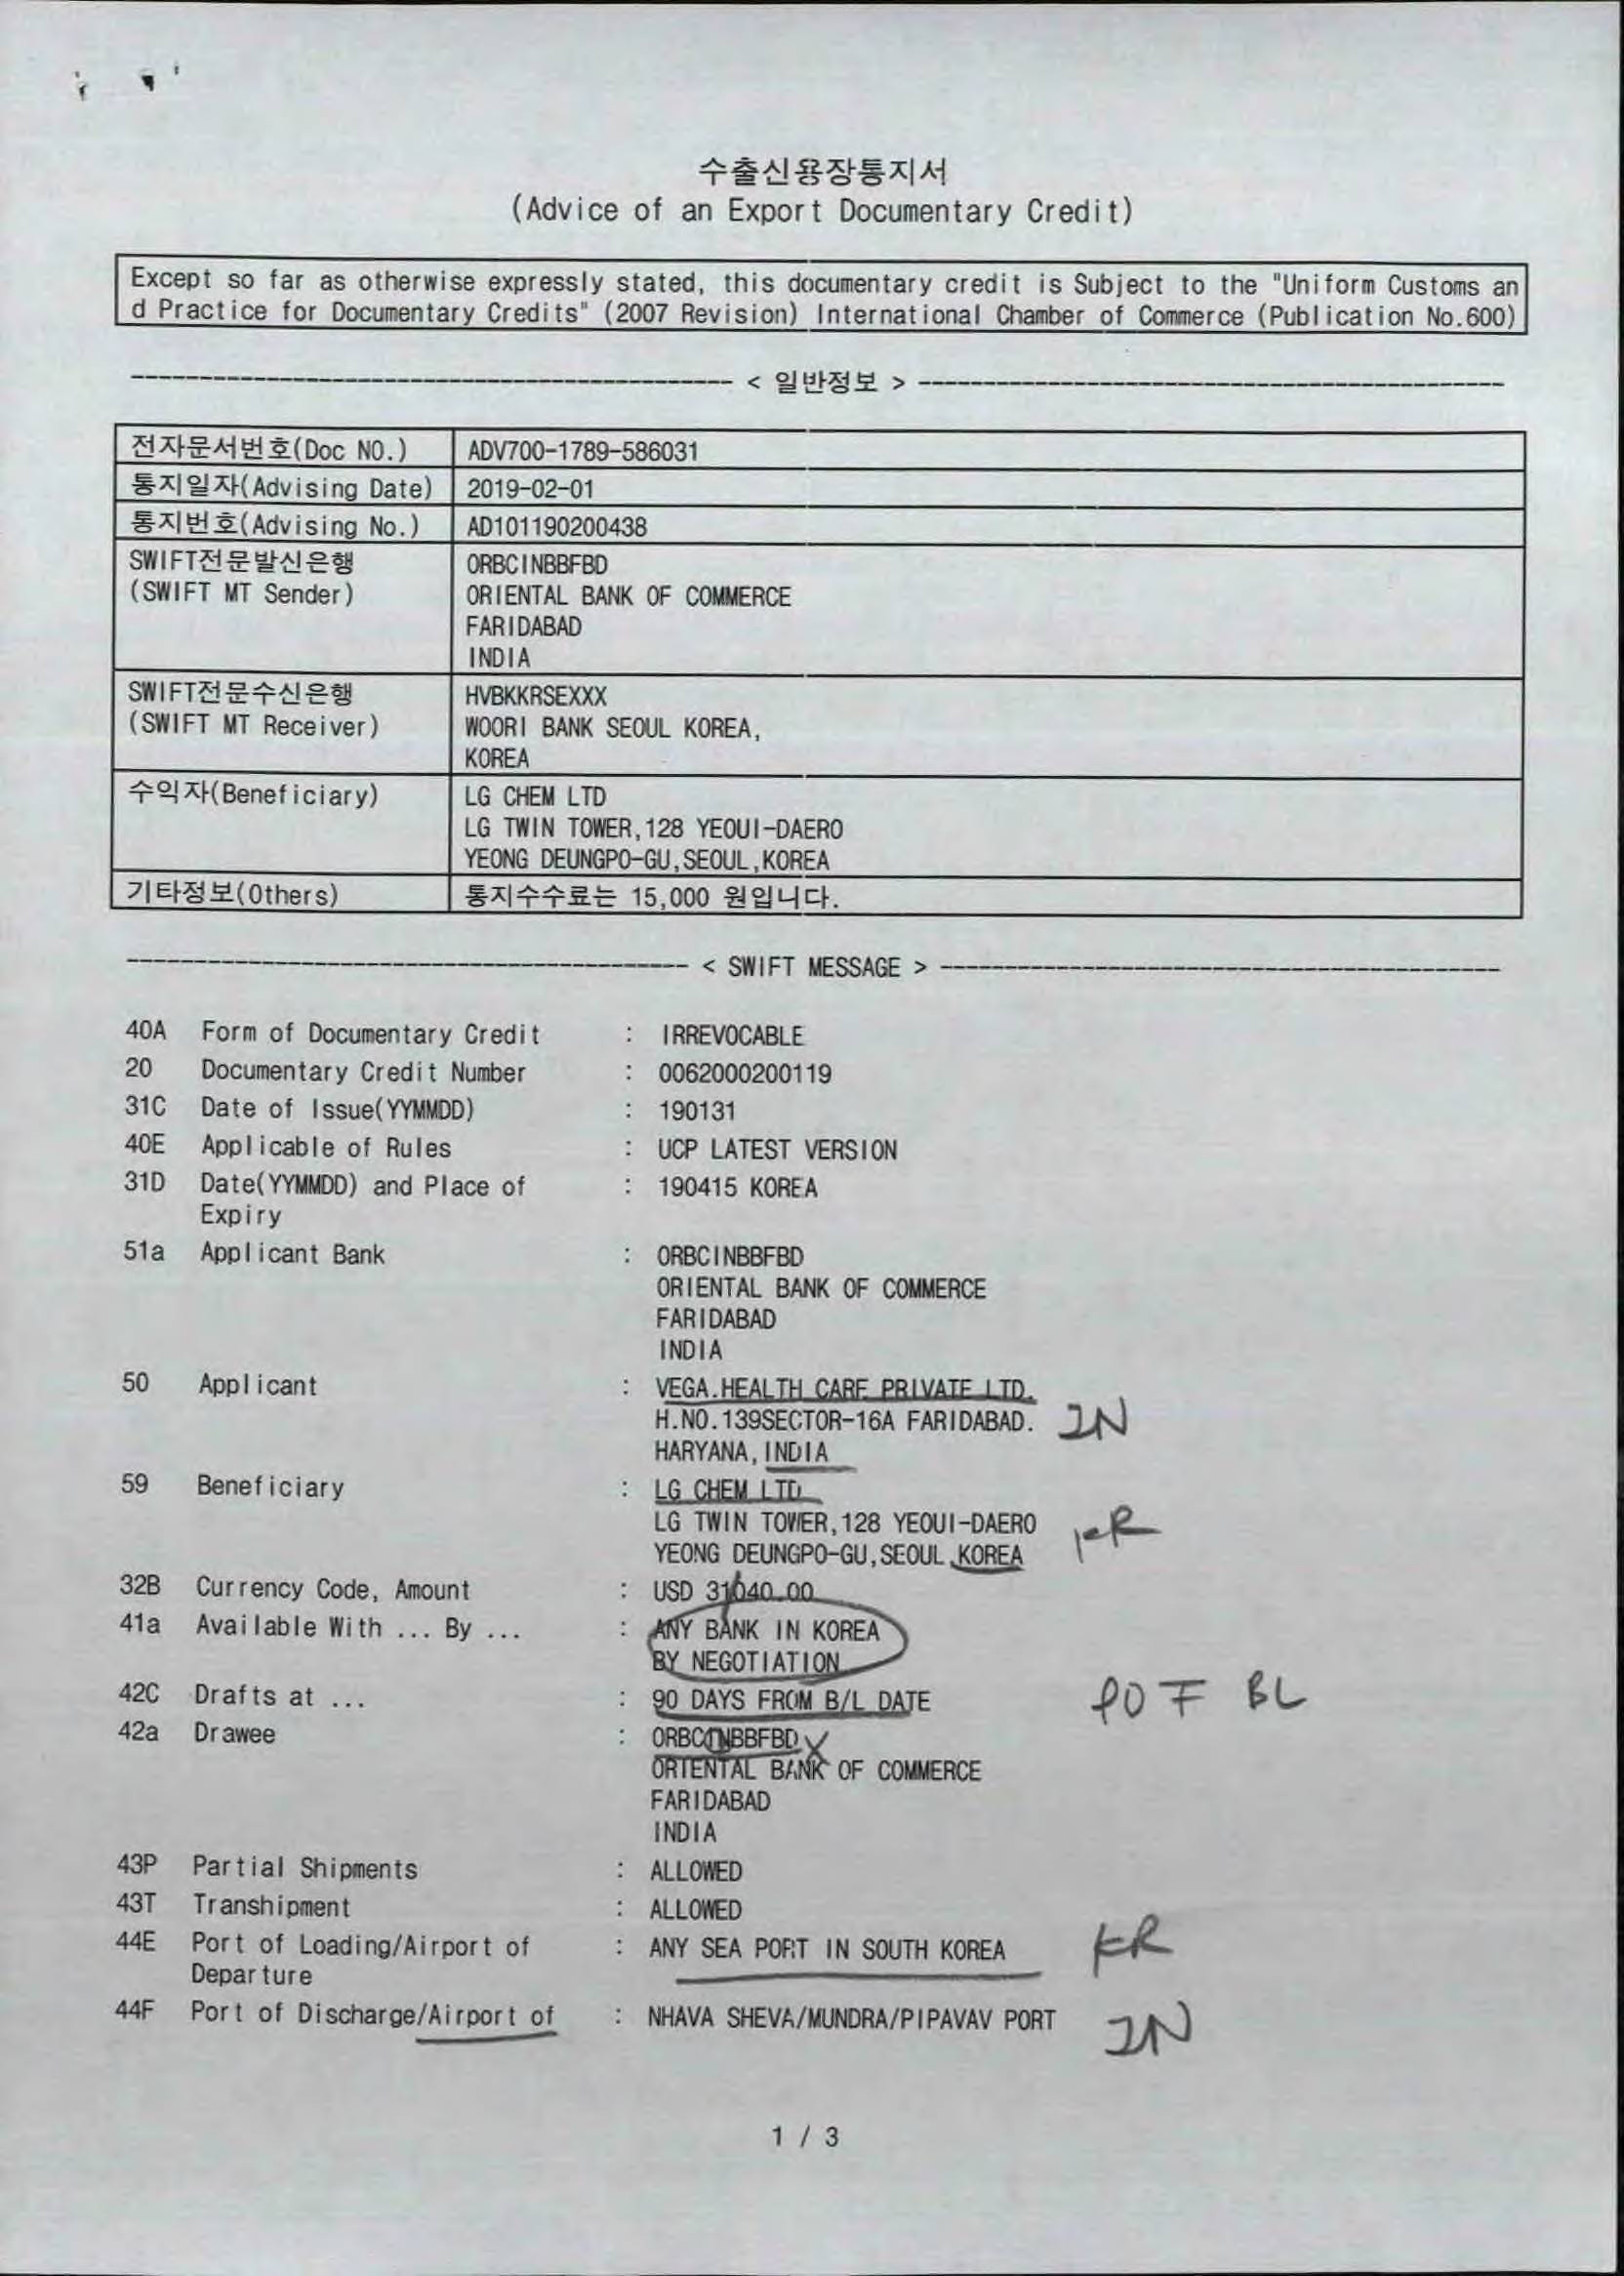 수출신용장통지서
(Advice of an Export Documentary Credit)
Except so far as otherwise expressly stated, this documentary credit is Subject to the "Uniform Customs an
d Practice for Documentary Credits" (2007 Revision) International Chamber of Commerce (Publication No.600)
< 일반정보 >
전자문서번호(Doc NO.) ADV700-1789-586031
통지일자(Advising Date) 2019-02-01
통지번호(Advising No.) AD101190200438
SWIFT전문발신은행 ORBCINBBFBD
(SWIFT MT Sender) ORIENTAL BANK OF COMMERCE
FARIDABAD
INDIA
SWIFT전문수신은행 HVBKKRSEXXX
(SWIFT MT Receiver) WOORI BANK SEOUL KOREA,
KOREA
수익자(Beneficiary) LG CHEM LTD
LG TWIN TOWER,128 YEOUI-DAERO
YEONG DEUNGPO-GU,SEOUL,KOREA
기타정보(Others) 통지수수료는 15,000 원입니다.
< SWIFT MESSAGE >
40A Form of Documentary Credit : IRREVOCABLE
20 Documentary Credit Number : 0062000200119
31C Date of Issue(YYMMDD) : 190131
40E Applicable of Rules : UCP LATEST VERSION
31D Date(YYMMDD) and Place of : 190415 KOREA
Expiry
51a Applicant Bank : ORBCINBBFBD
ORIENTAL BANK OF COMMERCE
FARIDABAD
INDIA
50 Applicant : VEGA.HEALTH CARE PRIVATE LTD.
H.NO.139SECTOR-16A FARIDABAD. IN
HARYANA,INDIA
59 Beneficiary : LG CHEM LTD
LG TWIN TOWER,128 YEOUI-DAERO KR
YEONG DEUNGPO-GU,SEOUL,KOREA
32B Currency Code, Amount : USD 31040.00
41a Available With ... By ... : ANY BANK IN KOREA
BY NEGOTIATION
42C Drafts at ... : 90 DAYS FROM B/L DATE 90 F BL
42a Drawee : ORBCINBBFBD
ORIENTAL BANK OF COMMERCE
FARIDABAD
INDIA
43P Partial Shipments : ALLOWED
43T Transhipment : ALLOWED
44E Port of Loading/Airport of : ANY SEA PORT IN SOUTH KOREA KR
Departure
44F Port of Discharge/Airport of : NHAVA SHEVA/MUNDRA/PIPAVAV PORT IN
1 / 3